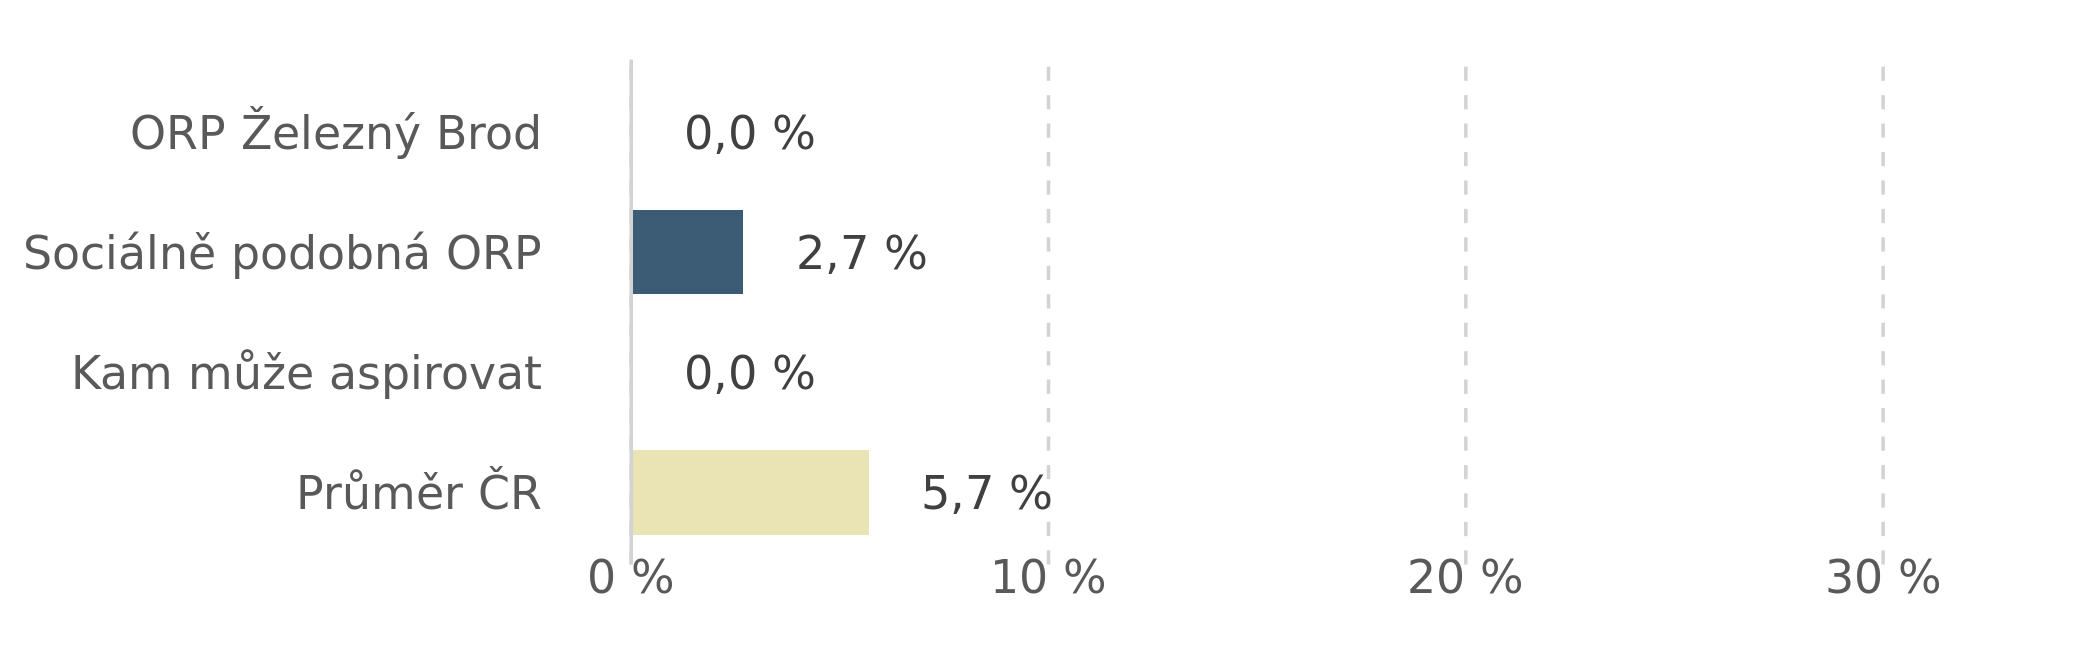 ORP Železný Brod 0,0 %
Sociálně podobná ORP 2,7 %
Kam může aspirovat 0,0 %
Průměr ČR 5,7 %
0 % 10 % 20 % 30 %